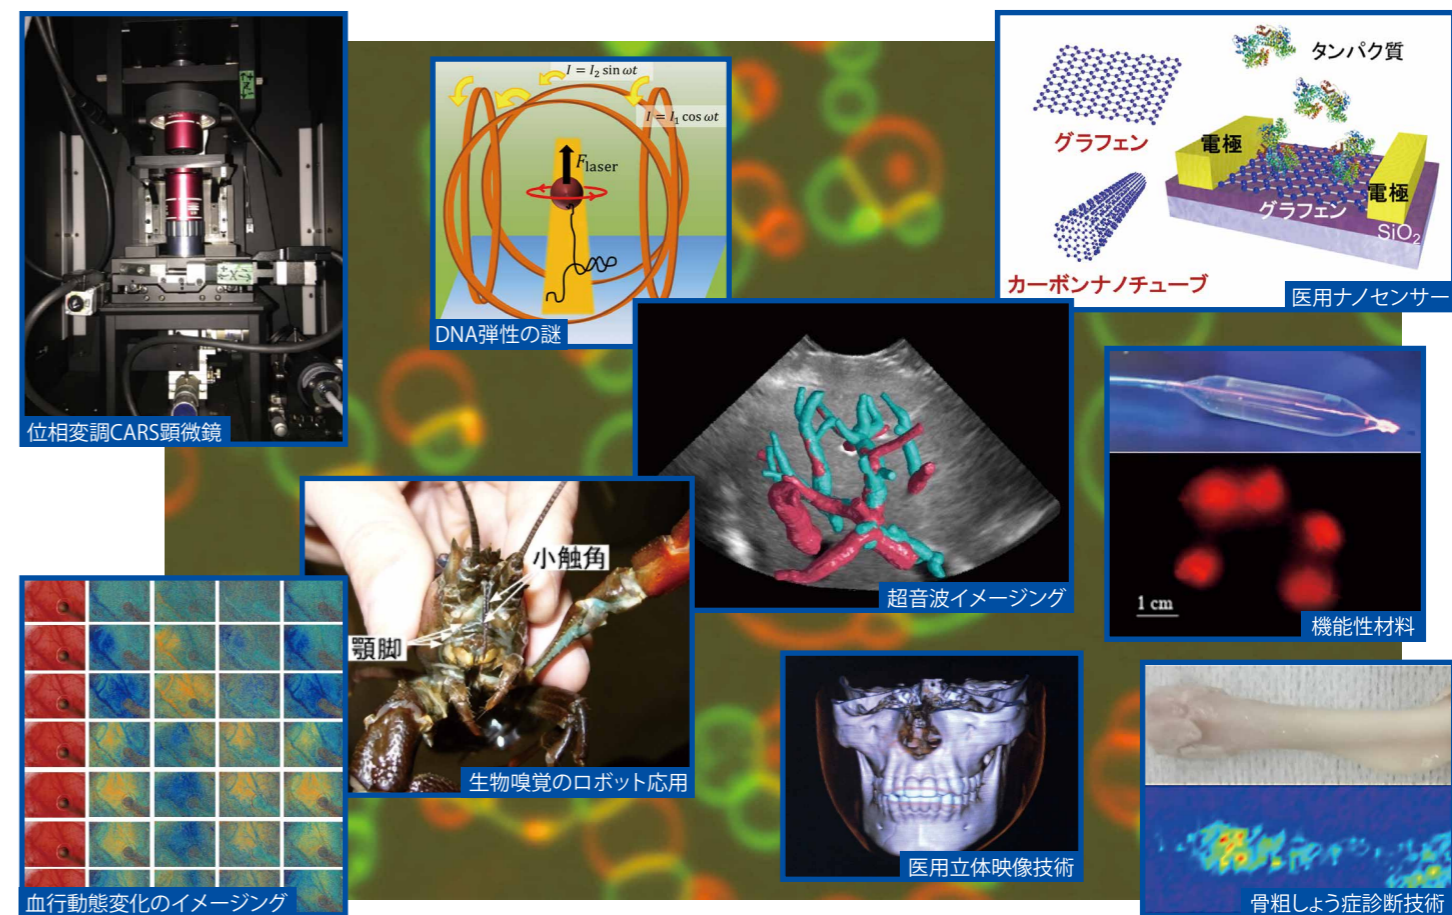 位相変調CARS顕微鏡
I = I₂ sin ωt
I = I₁ cos ωt
F_laser
DNA弾性の謎
タンパク質
グラフェン
電極
電極
グラフェン
SiO₂
カーボンナノチューブ
医用ナノセンサー
超音波イメージング
1 cm
機能性材料
小触角
顎脚
生物嗅覚のロボット応用
血行動態変化のイメージング
医用立体映像技術
骨粗しょう症診断技術